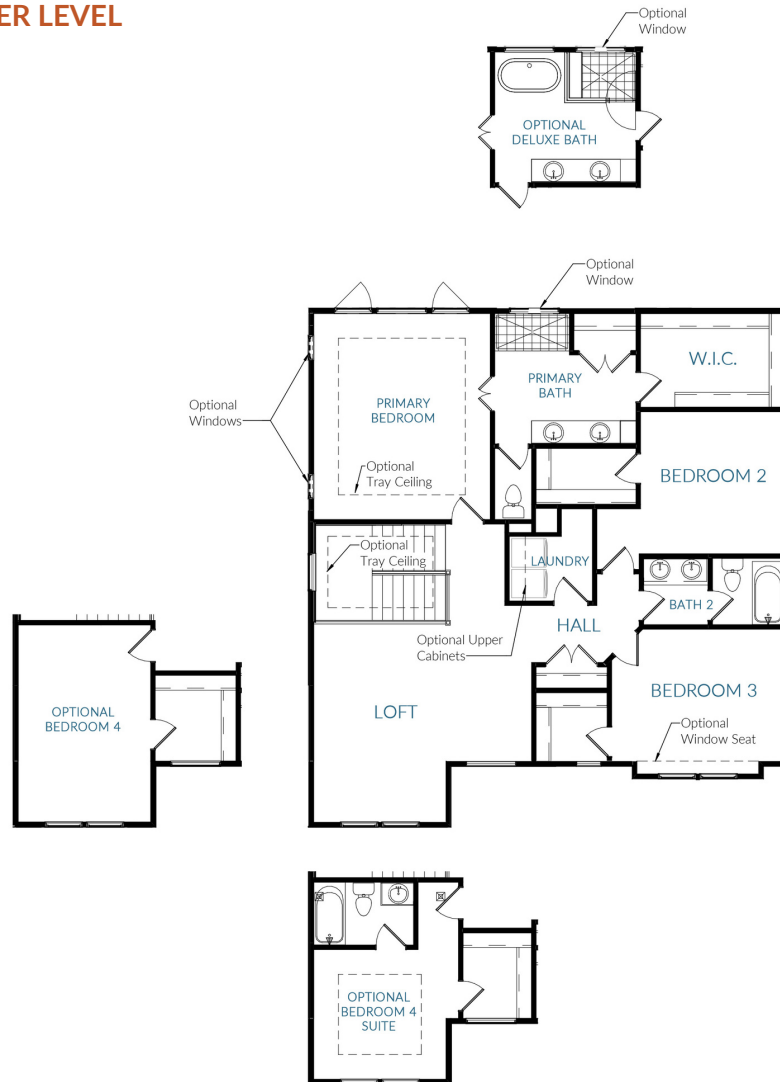 ER LEVEL
Optional
Window
OPTIONAL
DELUXE BATH
Optional
Window
W.I.C.
PRIMARY
BATH
PRIMARY
BEDROOM
Optional
Windows
BEDROOM 2
Optional
Tray Ceiling
Optional
Tray Ceiling
LAUNDRY
BATH 2
HALL
Optional Upper
Cabinets
BEDROOM 3
LOFT
Optional
Window Seat
OPTIONAL
BEDROOM 4
OPTIONAL
BEDROOM 4
SUITE